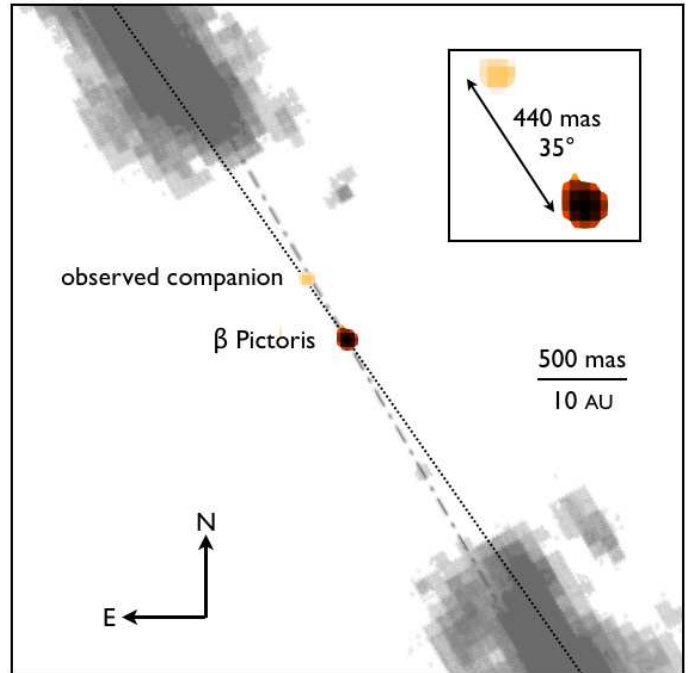 440 mas
35°
observed companion
β Pictoris
500 mas
10 AU
N
E